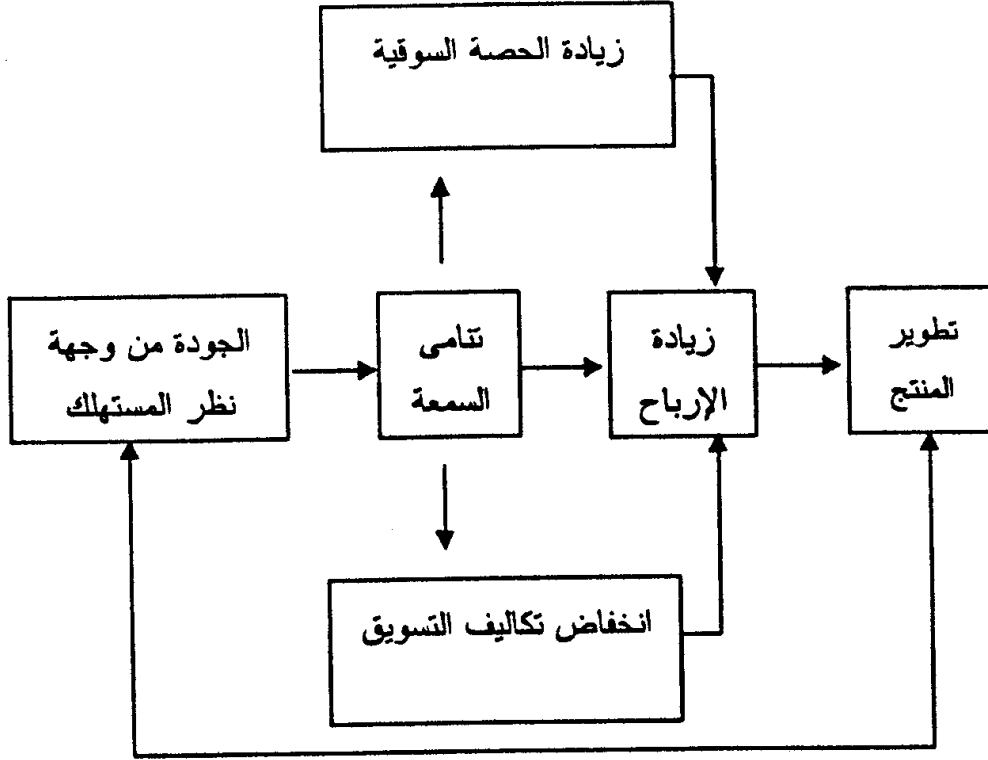 زيادة الحصة السوقية
الجودة من وجهة
نظر المستهلك
تنامى
السمعة
زيادة
الإرباح
تطوير
المنتج
انخفاض تكاليف التسويق